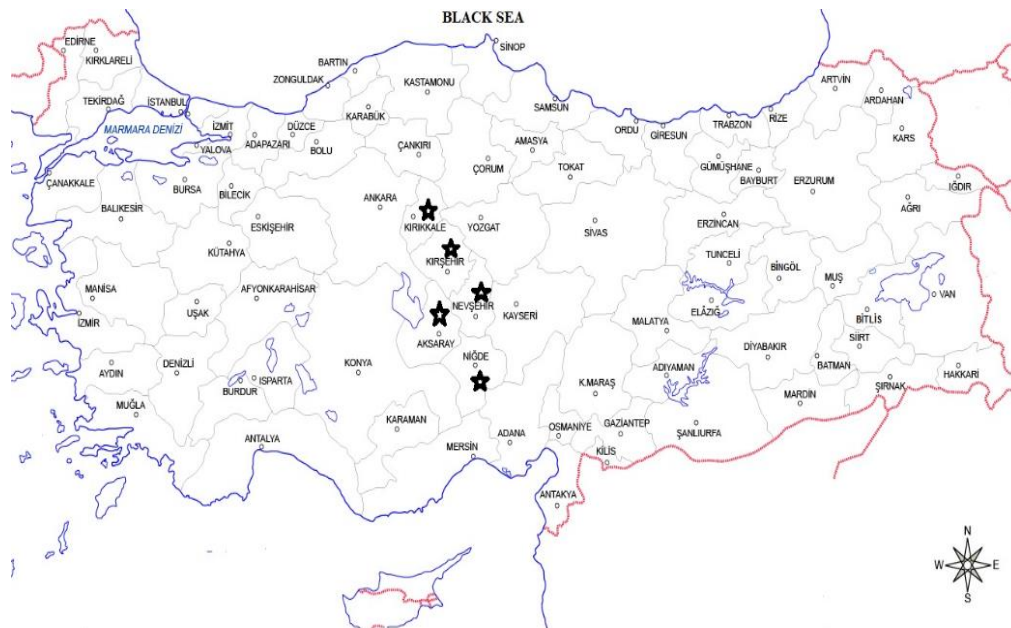 BLACK SEA
SİNOP
EDİRNE
KIRKLARELİ
BARTIN
ZONGULDAK
KASTAMONU
ARTVİN
ARDAHAN
TEKİRDAĞ
İSTANBUL
KARABÜK
SAMSUN
ORDU
GİRESUN
TRABZON
RİZE
MARMARA DENİZİ
İZMİT
ADAPAZARI
DÜZCE
BOLU
YALOVA
ÇANKIRI
AMASYA
KARS
ÇORUM
TOKAT
GÜMÜŞHANE
BAYBURT
ÇANAKKALE
BURSA
BİLECİK
ERZURUM
IĞDIR
BALIKESİR
ANKARA
AĞRI
ESKİŞEHİR
KIRIKKALE
YOZGAT
SİVAS
ERZİNCAN
KÜTAHYA
KIRŞEHİR
TUNCELİ
BİNGÖL
MUŞ
MANİSA
AFYONKARAHİSAR
VAN
UŞAK
NEVŞEHİR
KAYSERİ
ELÂZIĞ
BİTLİS
İZMİR
MALATYA
AKSARAY
SİİRT
DİYABAKIR
AYDIN
DENİZLİ
KONYA
NİĞDE
BATMAN
HAKKARİ
ISPARTA
BURDUR
K.MARAŞ
ADIYAMAN
ŞIRNAK
MARDİN
MUĞLA
KARAMAN
ANTALYA
MERSİN
ADANA
OSMANİYE
GAZİANTEP
ŞANLIURFA
KİLİS
ANTAKYA
N
W
E
S